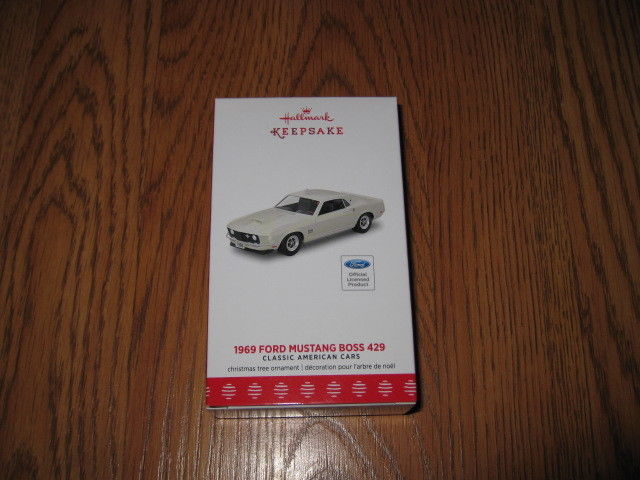 Hallmark
KEEPSAKE
Ford
Official
Licensed
Product
1969 FORD MUSTANG BOSS 429
CLASSIC AMERICAN CARS
christmas tree ornament | décoration pour l'arbre de noël